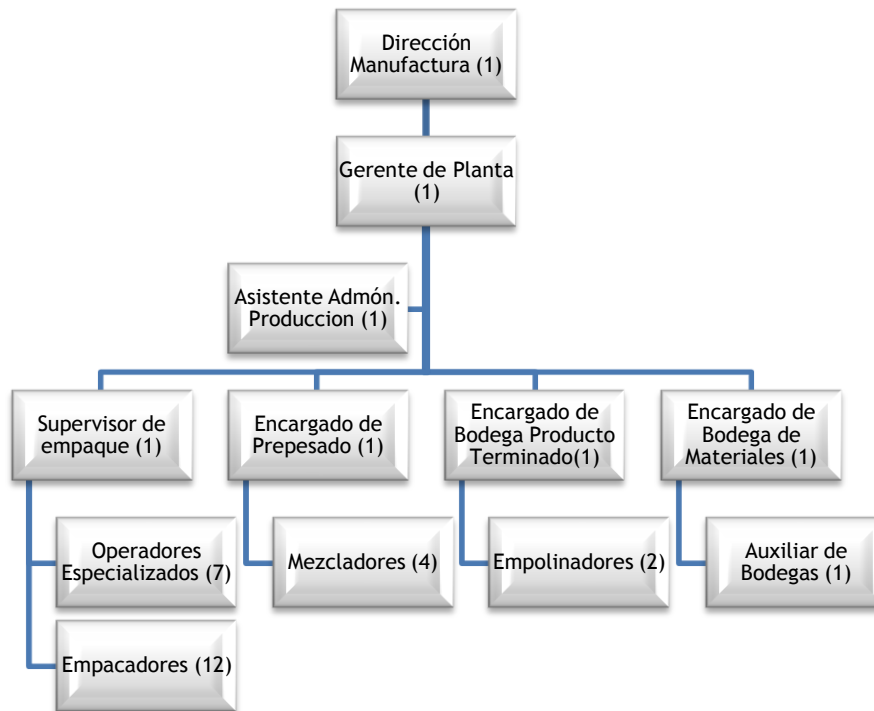 Dirección
Manufactura (1)
Gerente de Planta
(1)
Asistente Admón.
Produccion (1)
Supervisor de
empaque (1)
Encargado de
Prepesado (1)
Encargado de
Bodega Producto
Terminado(1)
Encargado de
Bodega de
Materiales (1)
Operadores
Especializados (7)
Mezcladores (4)
Empolinadores (2)
Auxiliar de
Bodegas (1)
Empacadores (12)